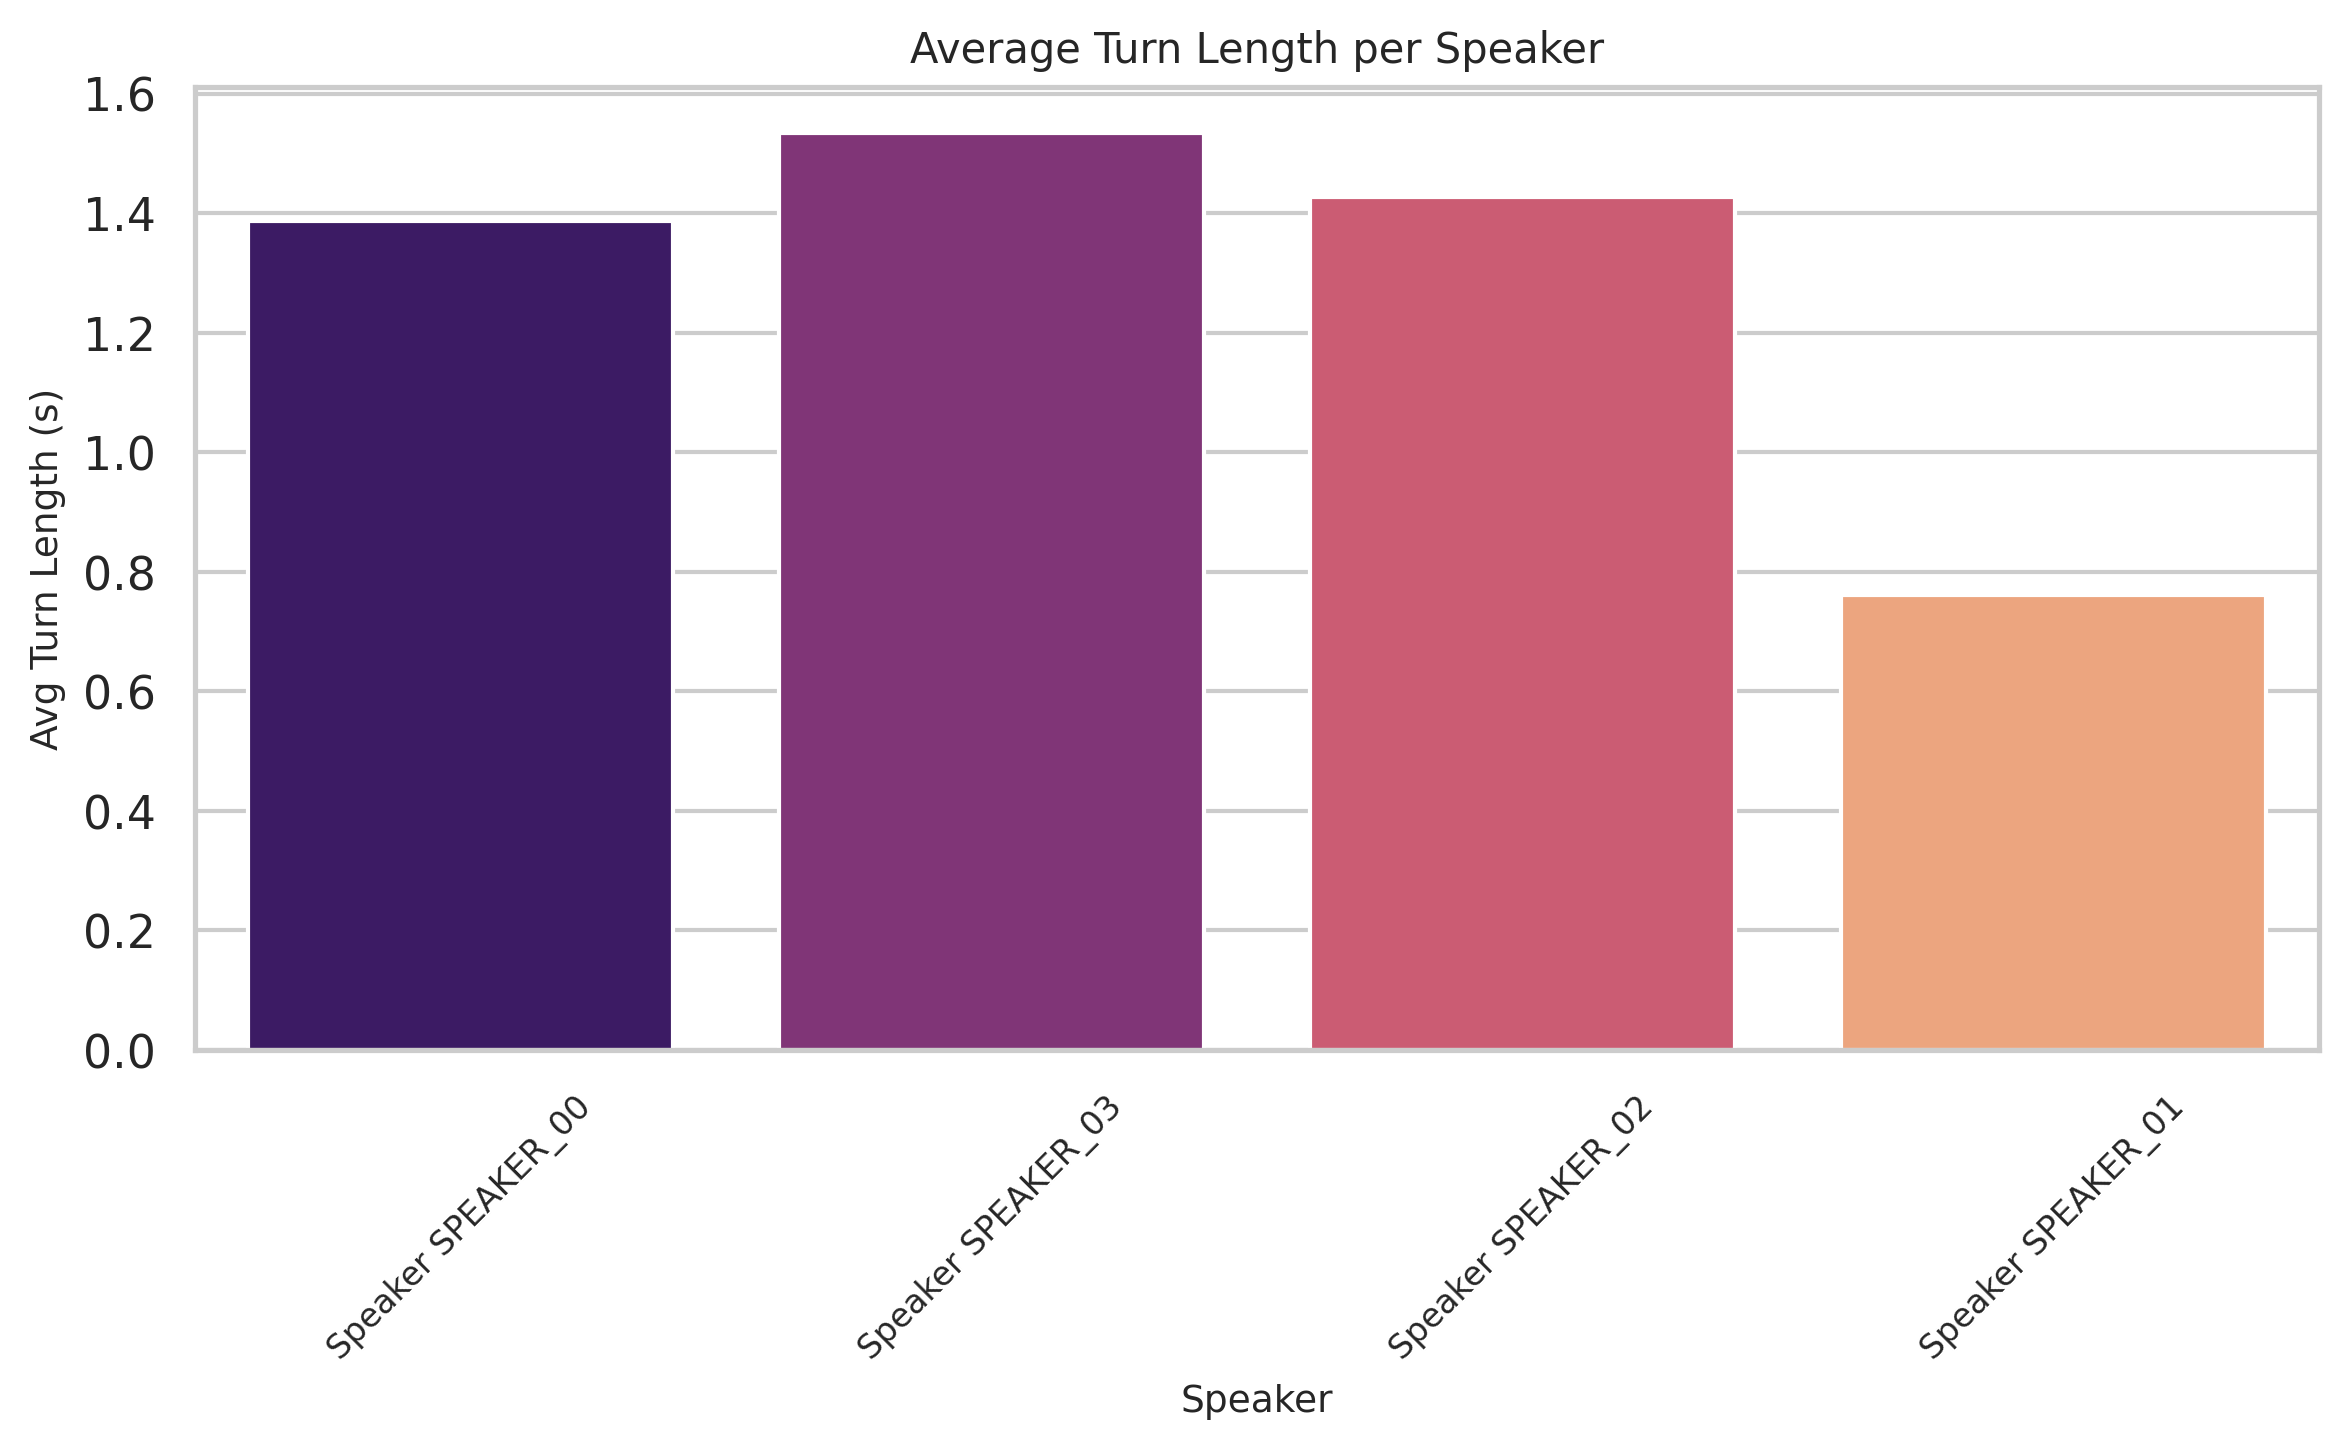 Average Turn Length per Speaker
Avg Turn Length (s)
1.6
1.4
1.2
1.0
0.8
0.6
0.4
0.2
0.0
Speaker SPEAKER_00
Speaker SPEAKER_03
Speaker SPEAKER_02
Speaker SPEAKER_01
Speaker